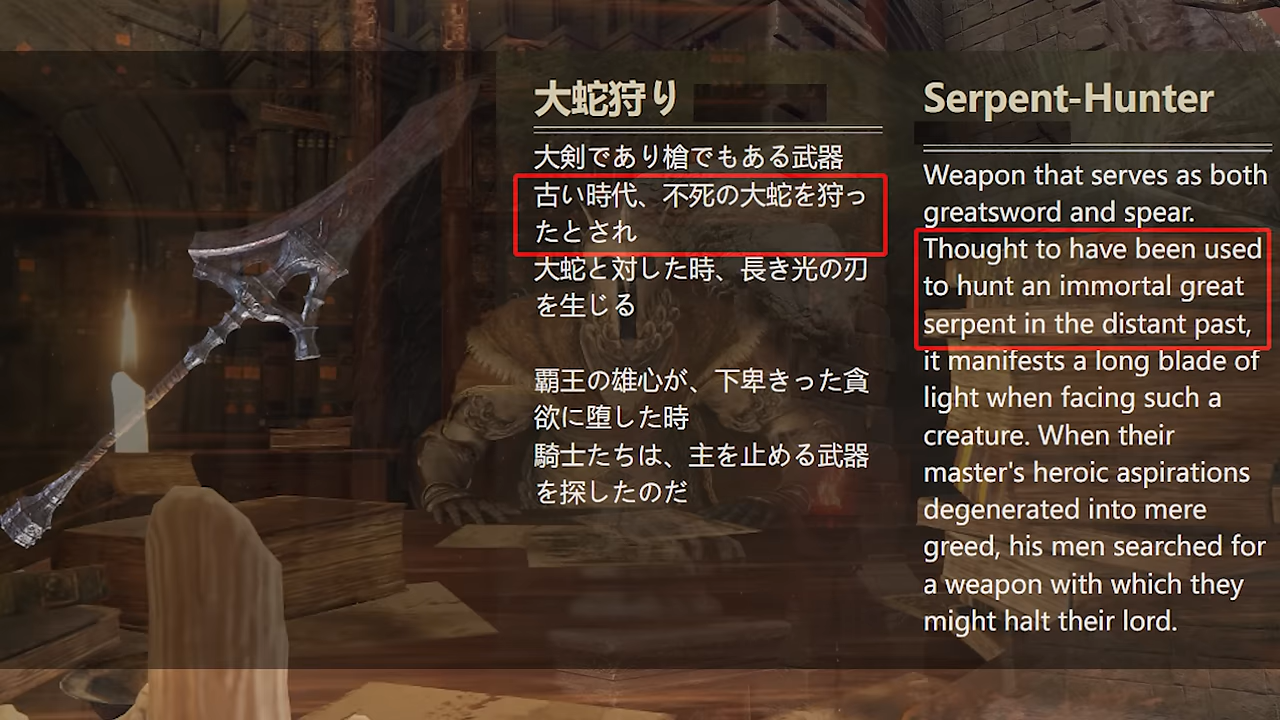 大蛇狩り
大剣であり槍でもある武器
古い時代、不死の大蛇を狩っ
たとされ
大蛇と対した時、長き光の刃
を生じる
覇王の雄心が、下卑きった貪
欲に堕した時
騎士たちは、主を止める武器
を探したのだ
Serpent-Hunter
Weapon that serves as both
greatsword and spear.
Thought to have been used
to hunt an immortal great
serpent in the distant past,
it manifests a long blade of
light when facing such a
creature. When their
master's heroic aspirations
degenerated into mere
greed, his men searched for
a weapon with which they
might halt their lord.